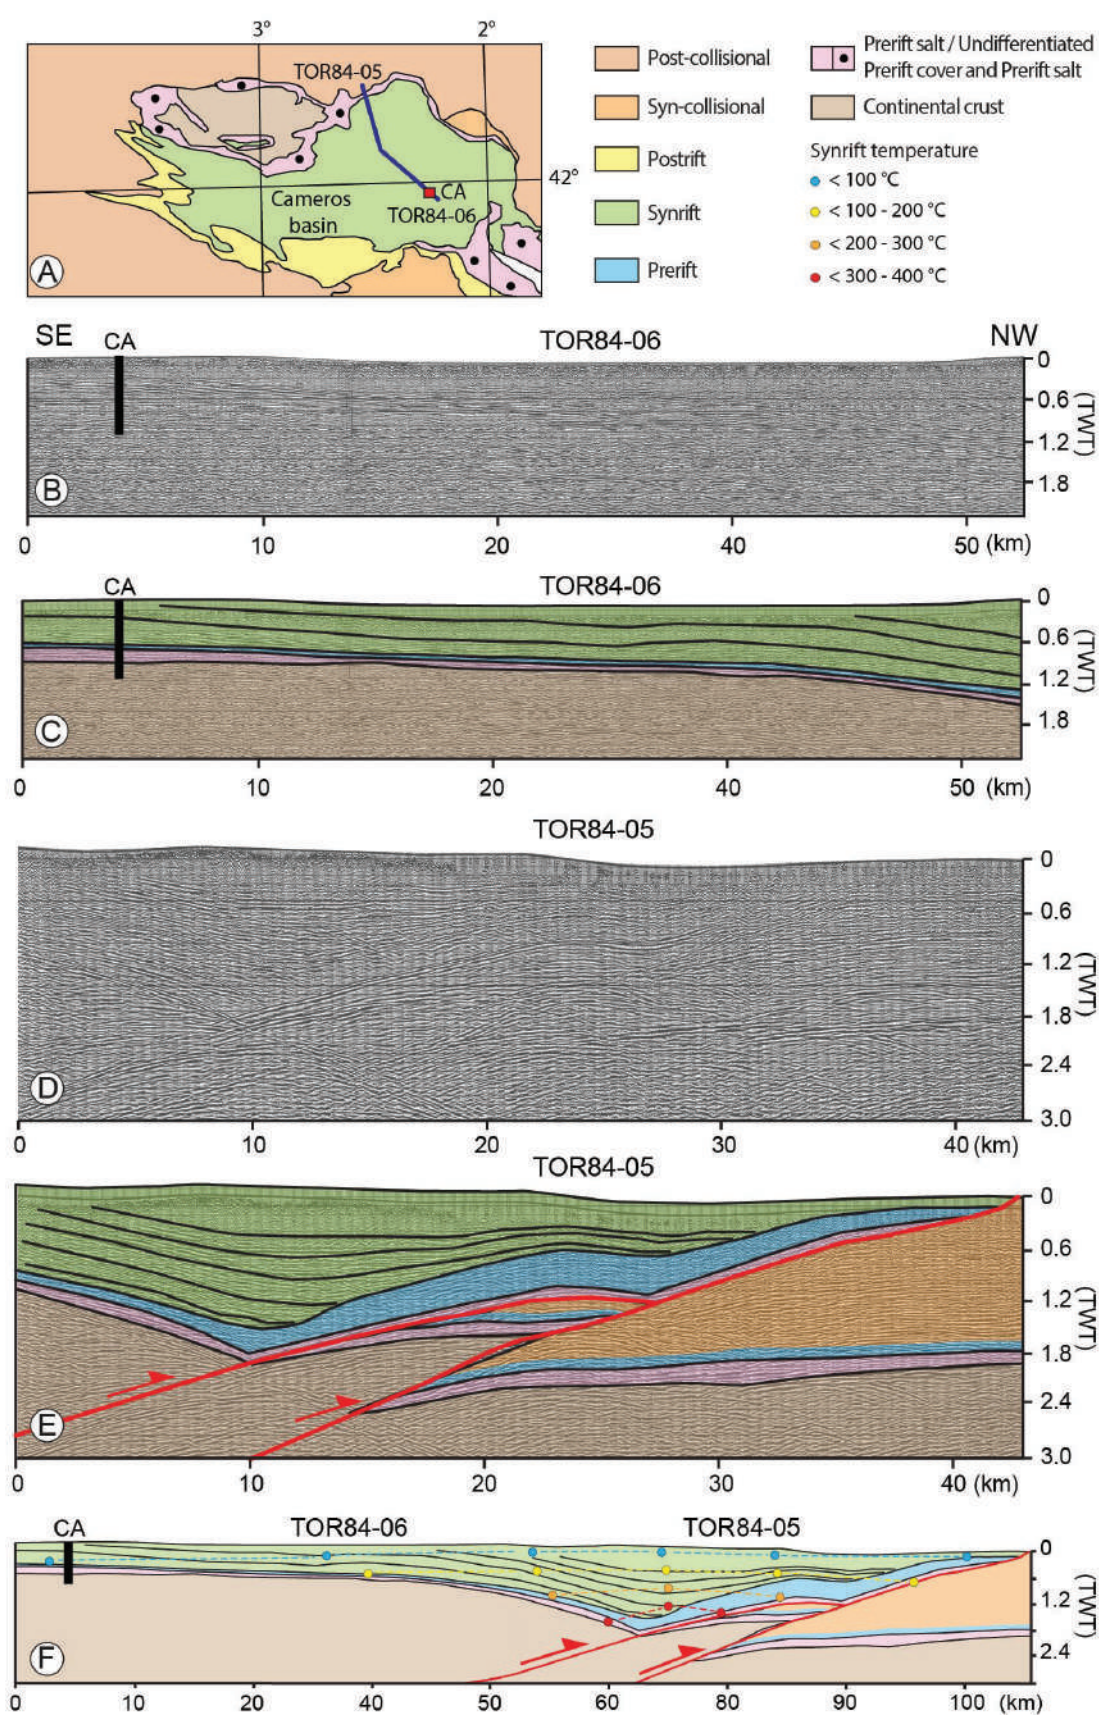 3° 2°
TOR84-05
42°
CA
TOR84-06
Cameros
basin
A
Post-collisional
Syn-collisional
Postrift
Synrift
Prerift
Prerift salt / Undifferentiated
Prerift cover and Prerift salt
Continental crust
Synrift temperature
< 100 °C
< 100 - 200 °C
< 200 - 300 °C
< 300 - 400 °C
SE CA TOR84-06 NW
0
0.6
1.2
1.8
(TWT)
B
0 10 20 30 40 50 (km)
CA TOR84-06
0
0.6
1.2
1.8
(TWT)
C
0 10 20 30 40 50 (km)
TOR84-05
0
0.6
1.2
1.8
2.4
3.0
(TWT)
D
0 10 20 30 40 (km)
TOR84-05
0
0.6
1.2
1.8
2.4
3.0
(TWT)
E
0 10 20 30 40 (km)
CA TOR84-06 TOR84-05
0
1.2
2.4
(TWT)
F
0 10 20 40 50 60 80 90 100 (km)